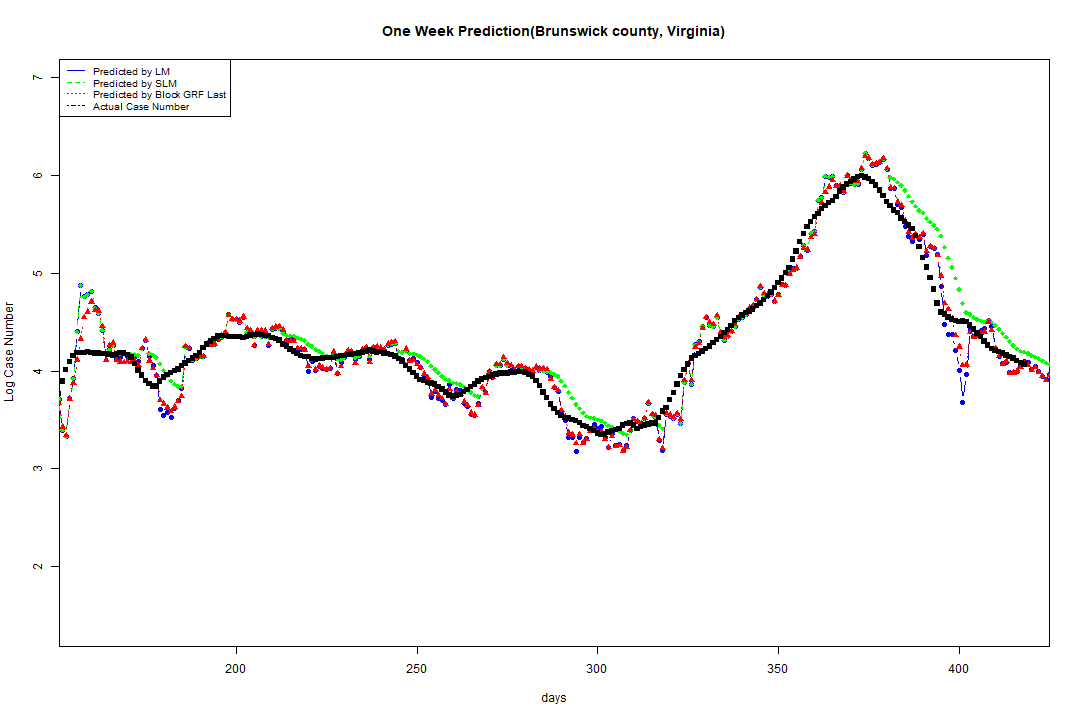 One Week Prediction(Brunswick county, Virginia)
Predicted by LM
Predicted by SLM
Predicted by Block GRF Last
Actual Case Number
7
6
5
4
3
2
Log Case Number
200 250 300 350 400
days